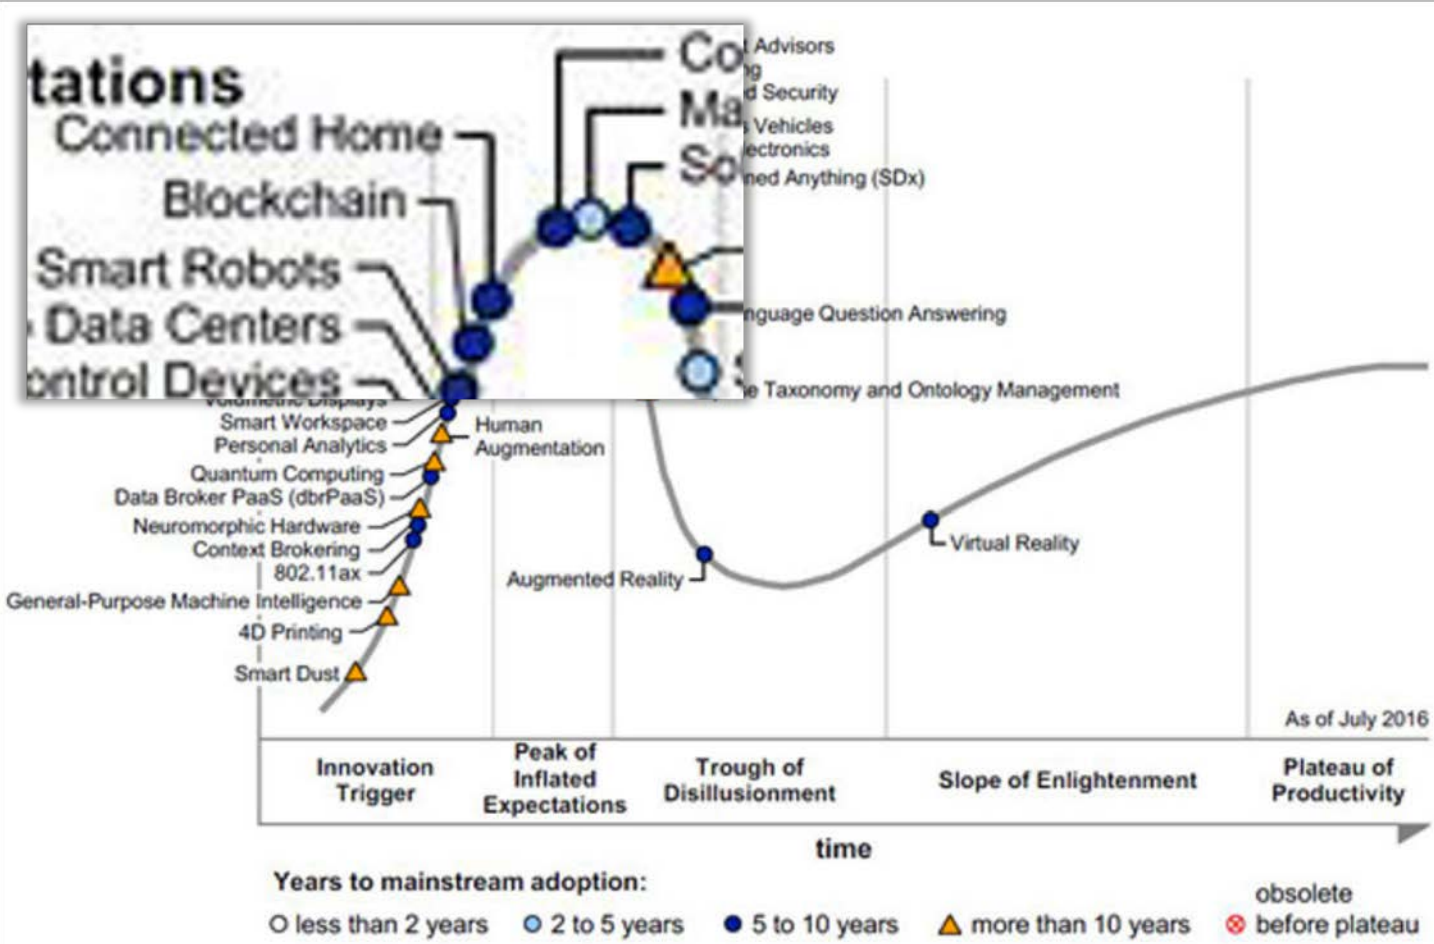 tations
Connected Home
Blockchain
Smart Robots
Data Centers
ontrol Devices
Co
Ma
So
t Advisors
ng
d Security
s Vehicles
ectronics
ned Anything (SDx)
nguage Question Answering
e Taxonomy and Ontology Management
Volumetric Displays
Smart Workspace
Personal Analytics
Human
Augmentation
Quantum Computing
Data Broker PaaS (dbrPaaS)
Neuromorphic Hardware
Context Brokering
802.11ax
General-Purpose Machine Intelligence
4D Printing
Smart Dust
Augmented Reality
Virtual Reality
As of July 2016
Innovation
Trigger
Peak of
Inflated
Expectations
Trough of
Disillusionment
Slope of Enlightenment
Plateau of
Productivity
time
Years to mainstream adoption:
less than 2 years
2 to 5 years
5 to 10 years
more than 10 years
obsolete
before plateau